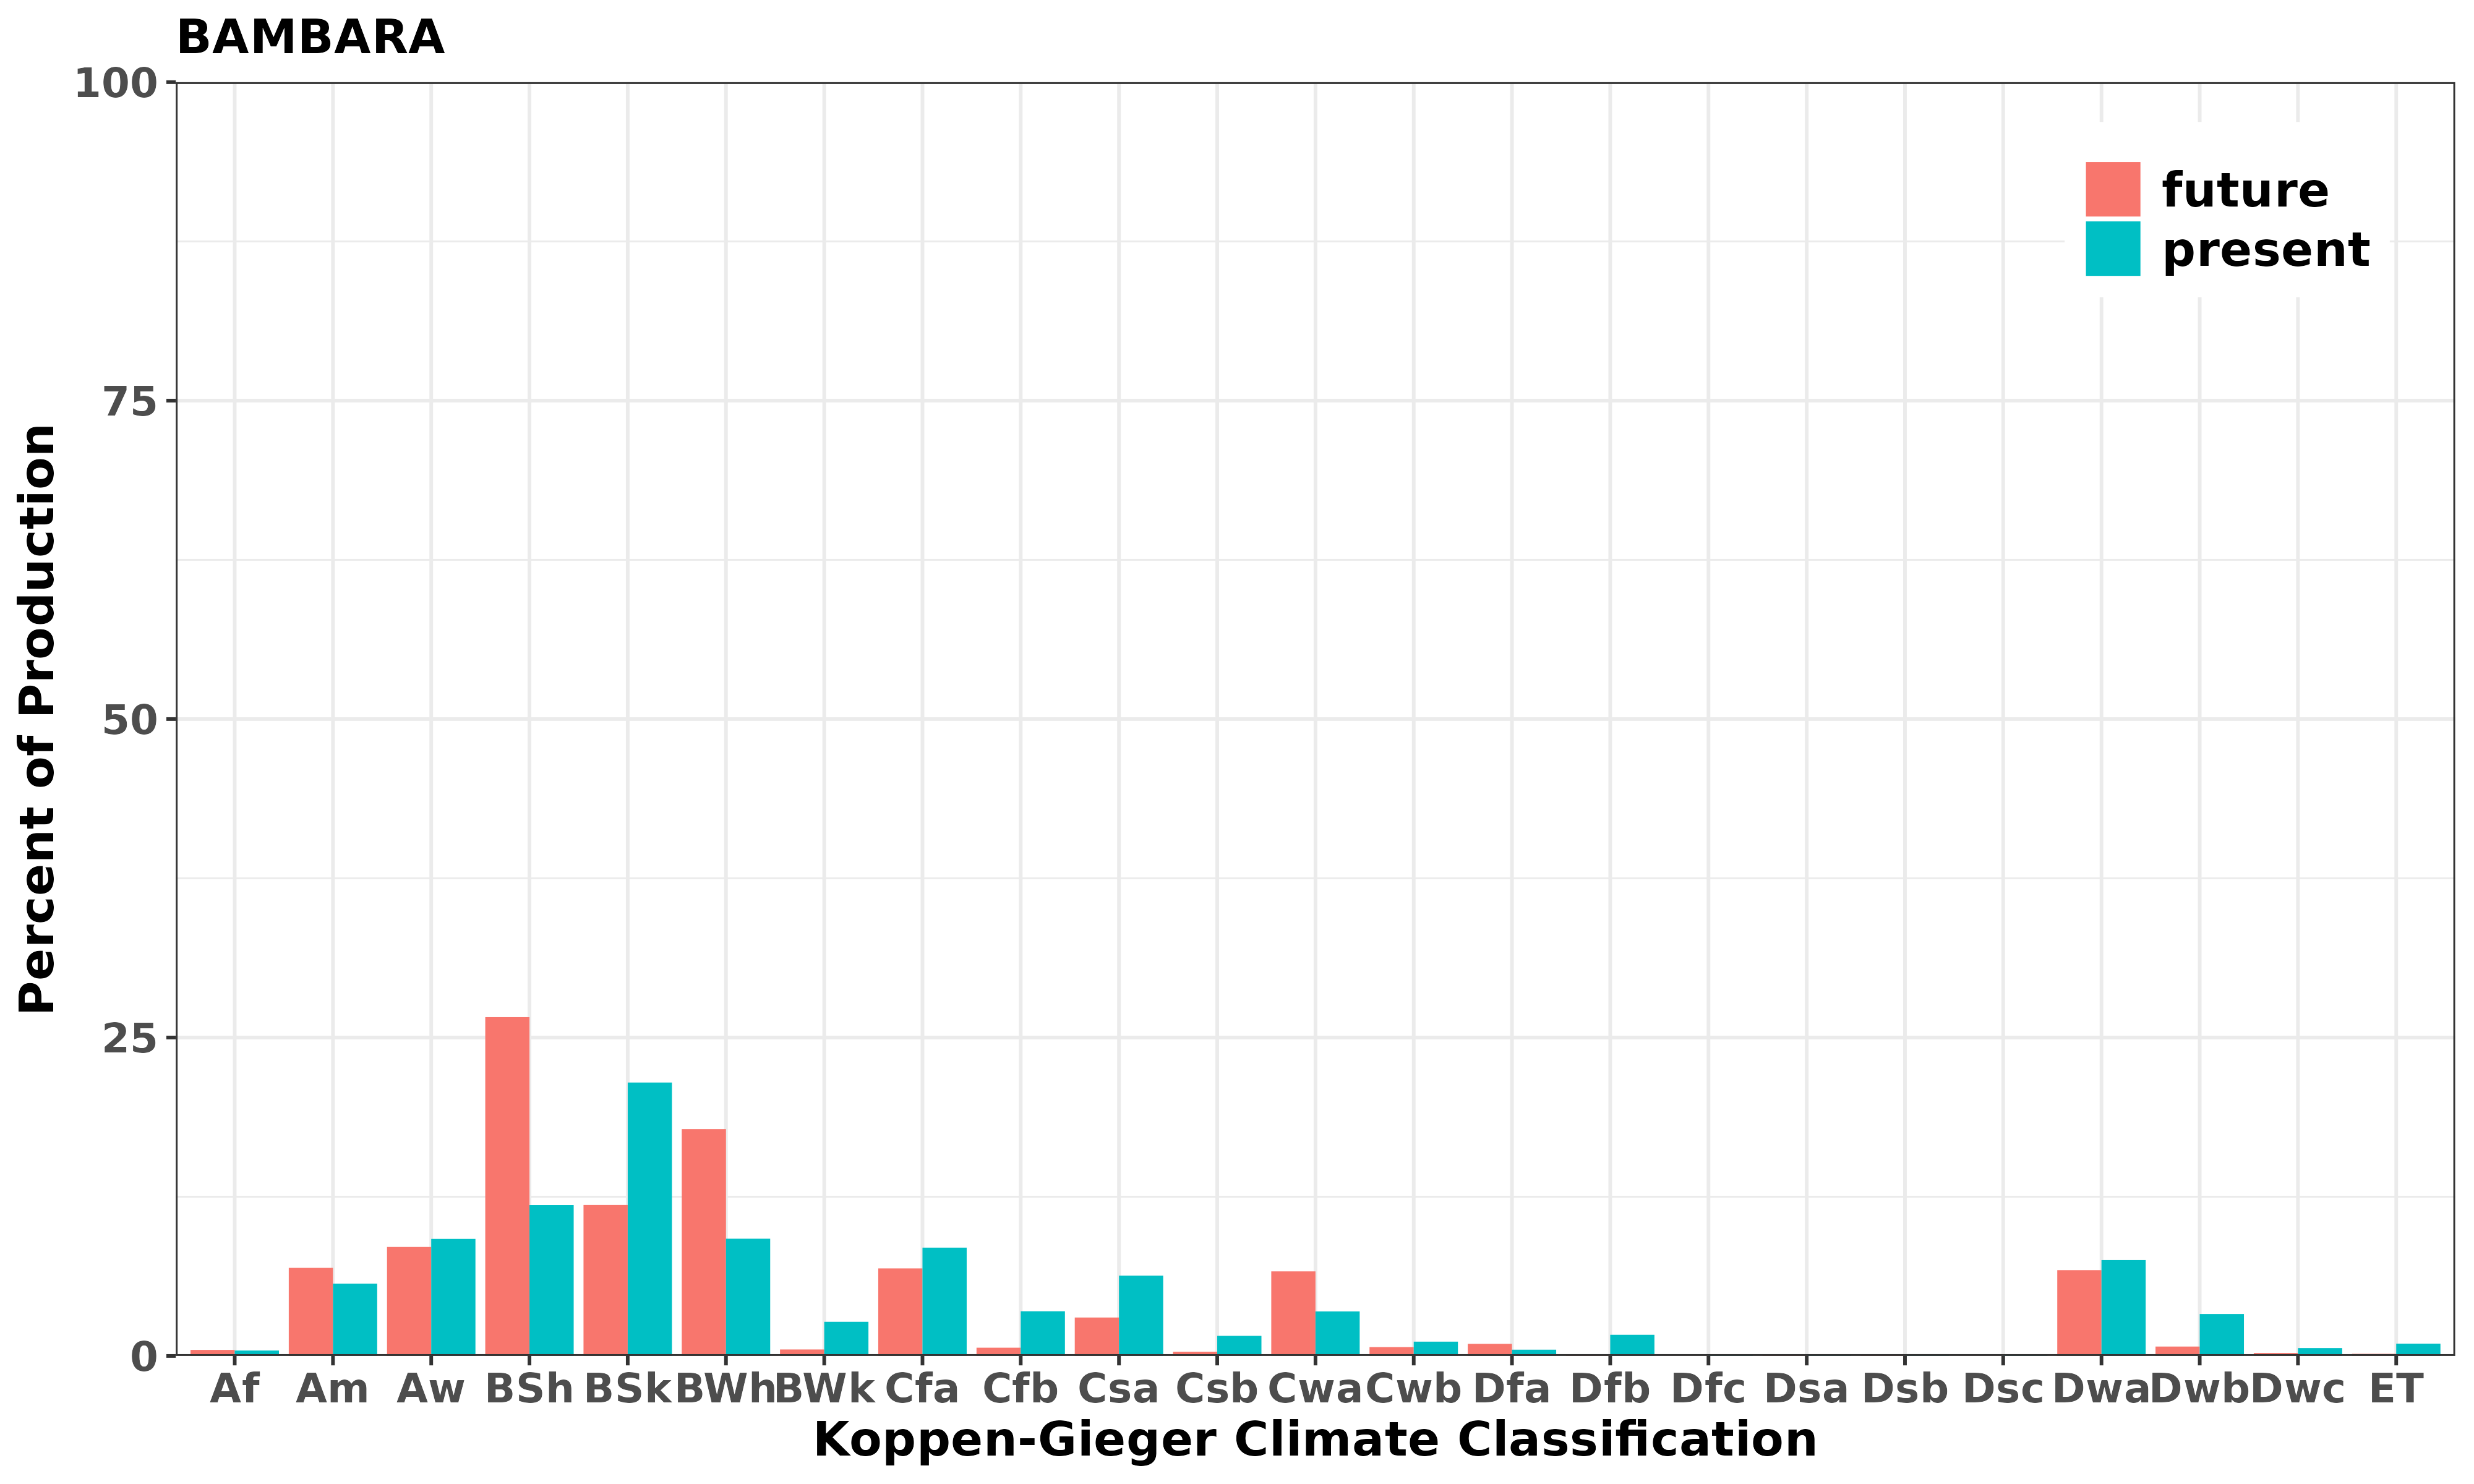 BAMBARA
100
75
50
25
0
Percent of Production
future
present
Af Am Aw BSh BSk BWh BWk Cfa Cfb Csa Csb Cwa Cwb Dfa Dfb Dfc Dsa Dsb Dsc Dwa Dwb Dwc ET
Koppen-Gieger Climate Classification